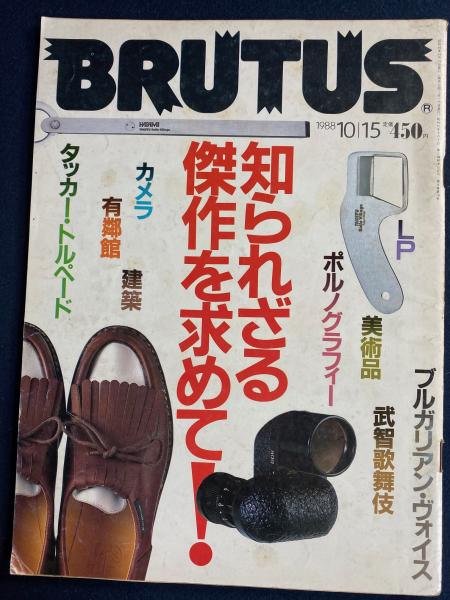 BRUTUS
®
1988 10|15 定価450円
HAYAMI
知られざる
傑作を求めて!
LP
美術品
ポルノグラフィー
ブルガリアン・ヴォイス
武智歌舞伎
カメラ
有鄰館
建築
タッカー・トルペード